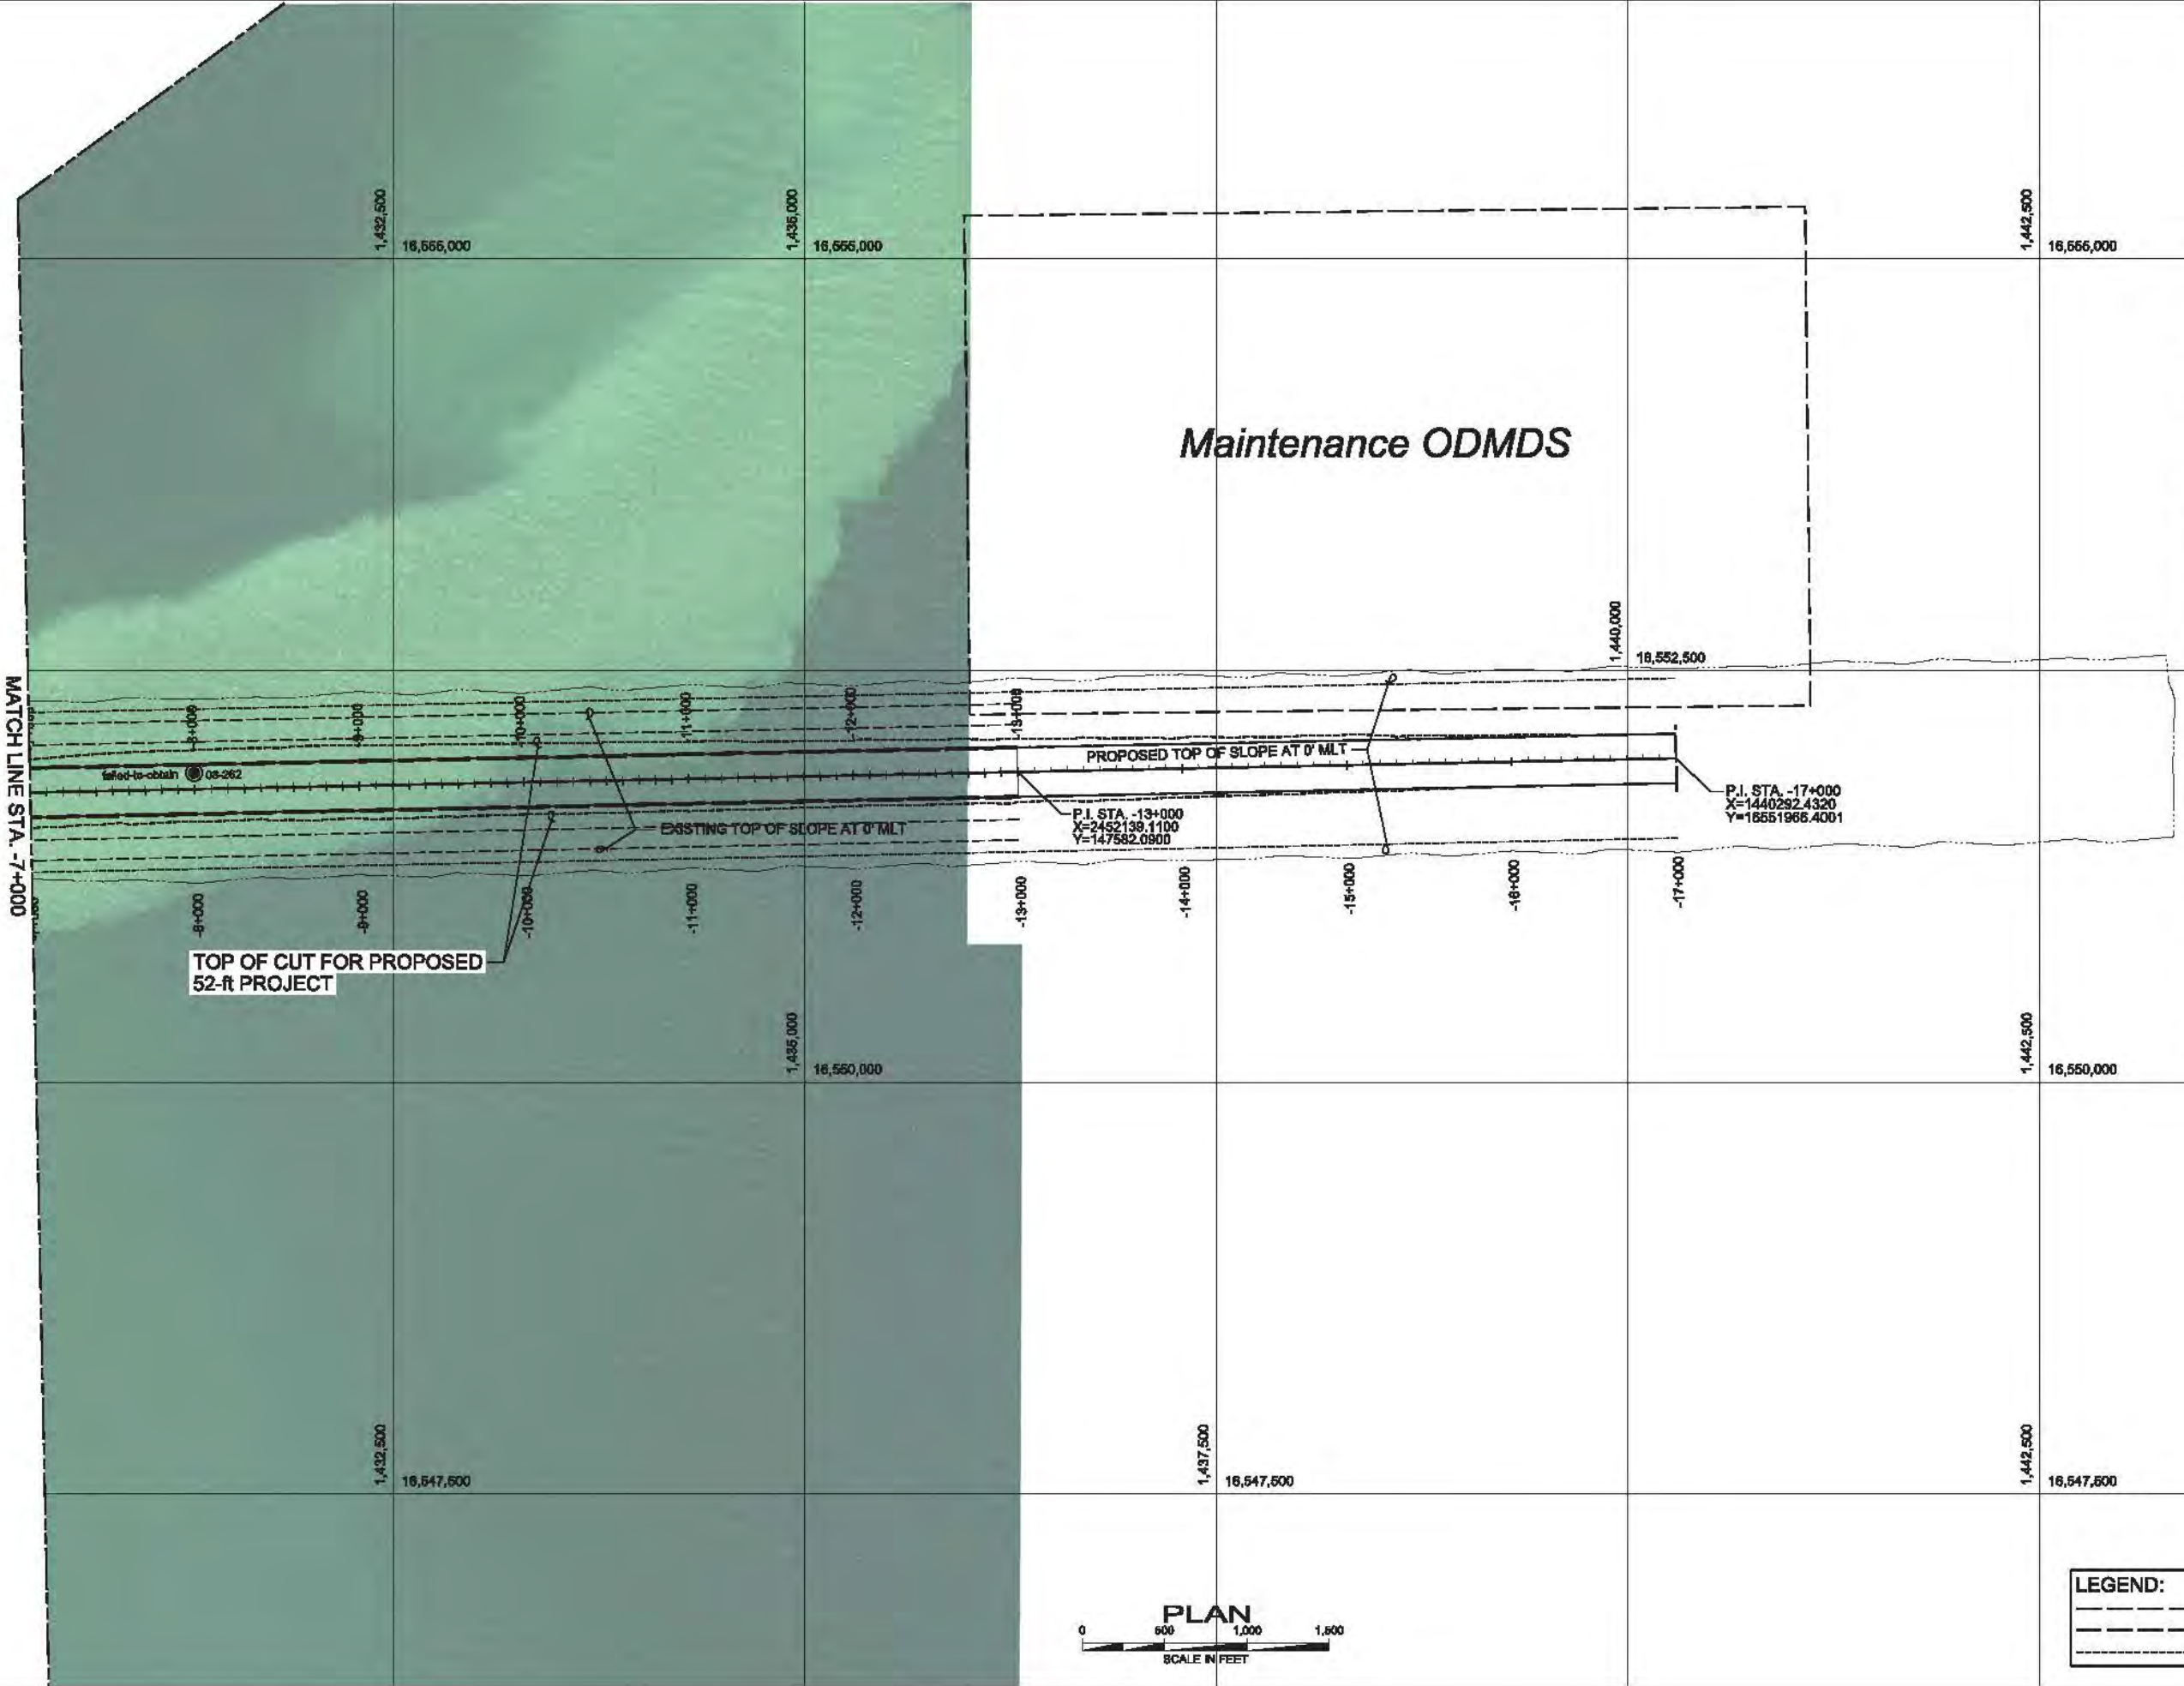 1,432,500
16,555,000
1,435,000
16,555,000
1,442,500
16,555,000
Maintenance ODMDS
1,440,000
16,552,500
MATCH LINE STA. -7+000
-8+000
-9+000
-10+000
-11+000
-12+000
-13+000
failed-to-obtain
08-262
PROPOSED TOP OF SLOPE AT 0' MLT
EXISTING TOP OF SLOPE AT 0' MLT
P.I. STA. -13+000
X=2452139.1100
Y=147582.0900
P.I. STA. -17+000
X=1440292.4320
Y=16551966.4001
-8+000
-9+000
-10+000
-11+000
-12+000
-13+000
-14+000
-15+000
-16+000
-17+000
TOP OF CUT FOR PROPOSED
52-ft PROJECT
1,435,000
16,550,000
1,442,500
16,550,000
1,432,500
16,547,500
1,437,500
16,547,500
1,442,500
16,547,500
PLAN
0 500 1,000 1,500
SCALE IN FEET
LEGEND: